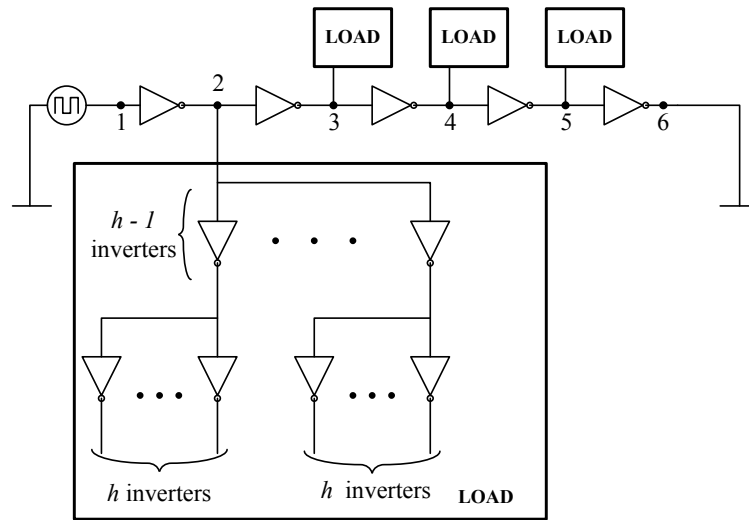 LOAD LOAD LOAD
2
1 3 4 5 6
h - 1
inverters
h inverters h inverters
LOAD